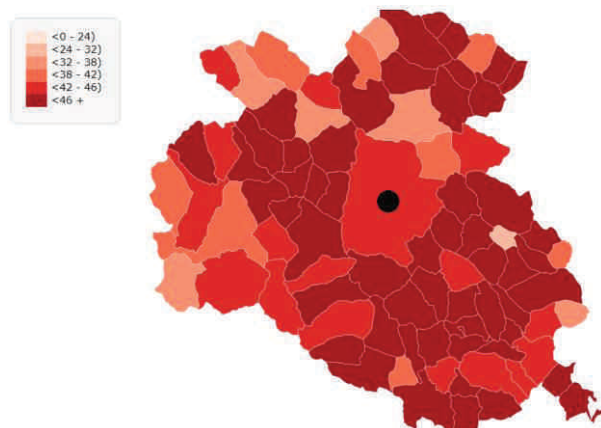 <0 - 24)
<24 - 32)
<32 - 38)
<38 - 42)
<42 - 46)
<46 +